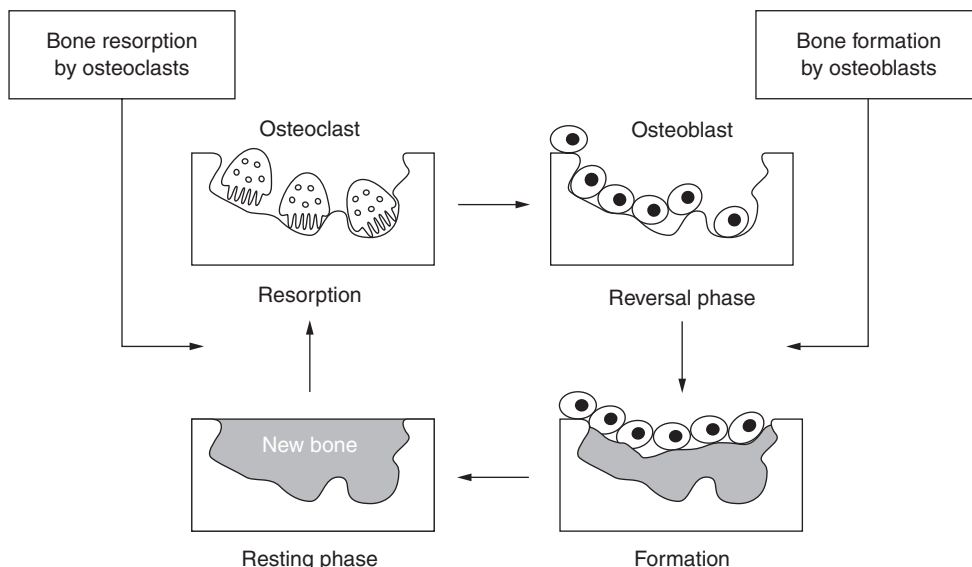 Bone resorption
by osteoclasts
Bone formation
by osteoblasts
Osteoclast
Osteoblast
Resorption
Reversal phase
New bone
Resting phase
Formation